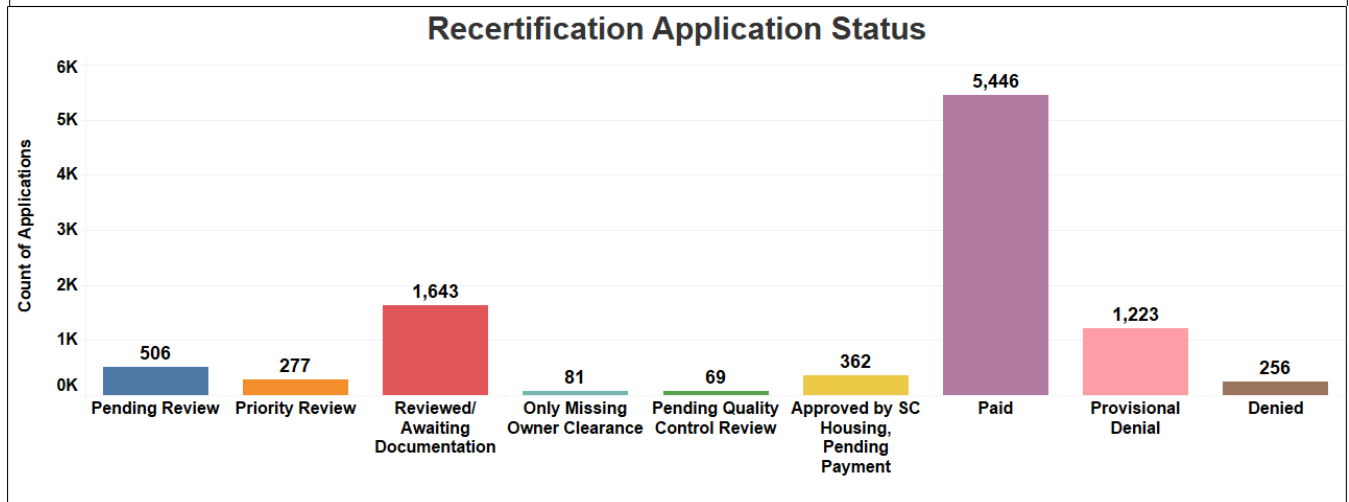 Recertification Application Status
Count of Applications
6K
5K
4K
3K
2K
1K
0K
506
277
1,643
81
69
362
5,446
1,223
256
Pending Review
Priority Review
Reviewed/
Awaiting
Documentation
Only Missing
Owner Clearance
Pending Quality
Control Review
Approved by SC
Housing,
Pending
Payment
Paid
Provisional
Denial
Denied